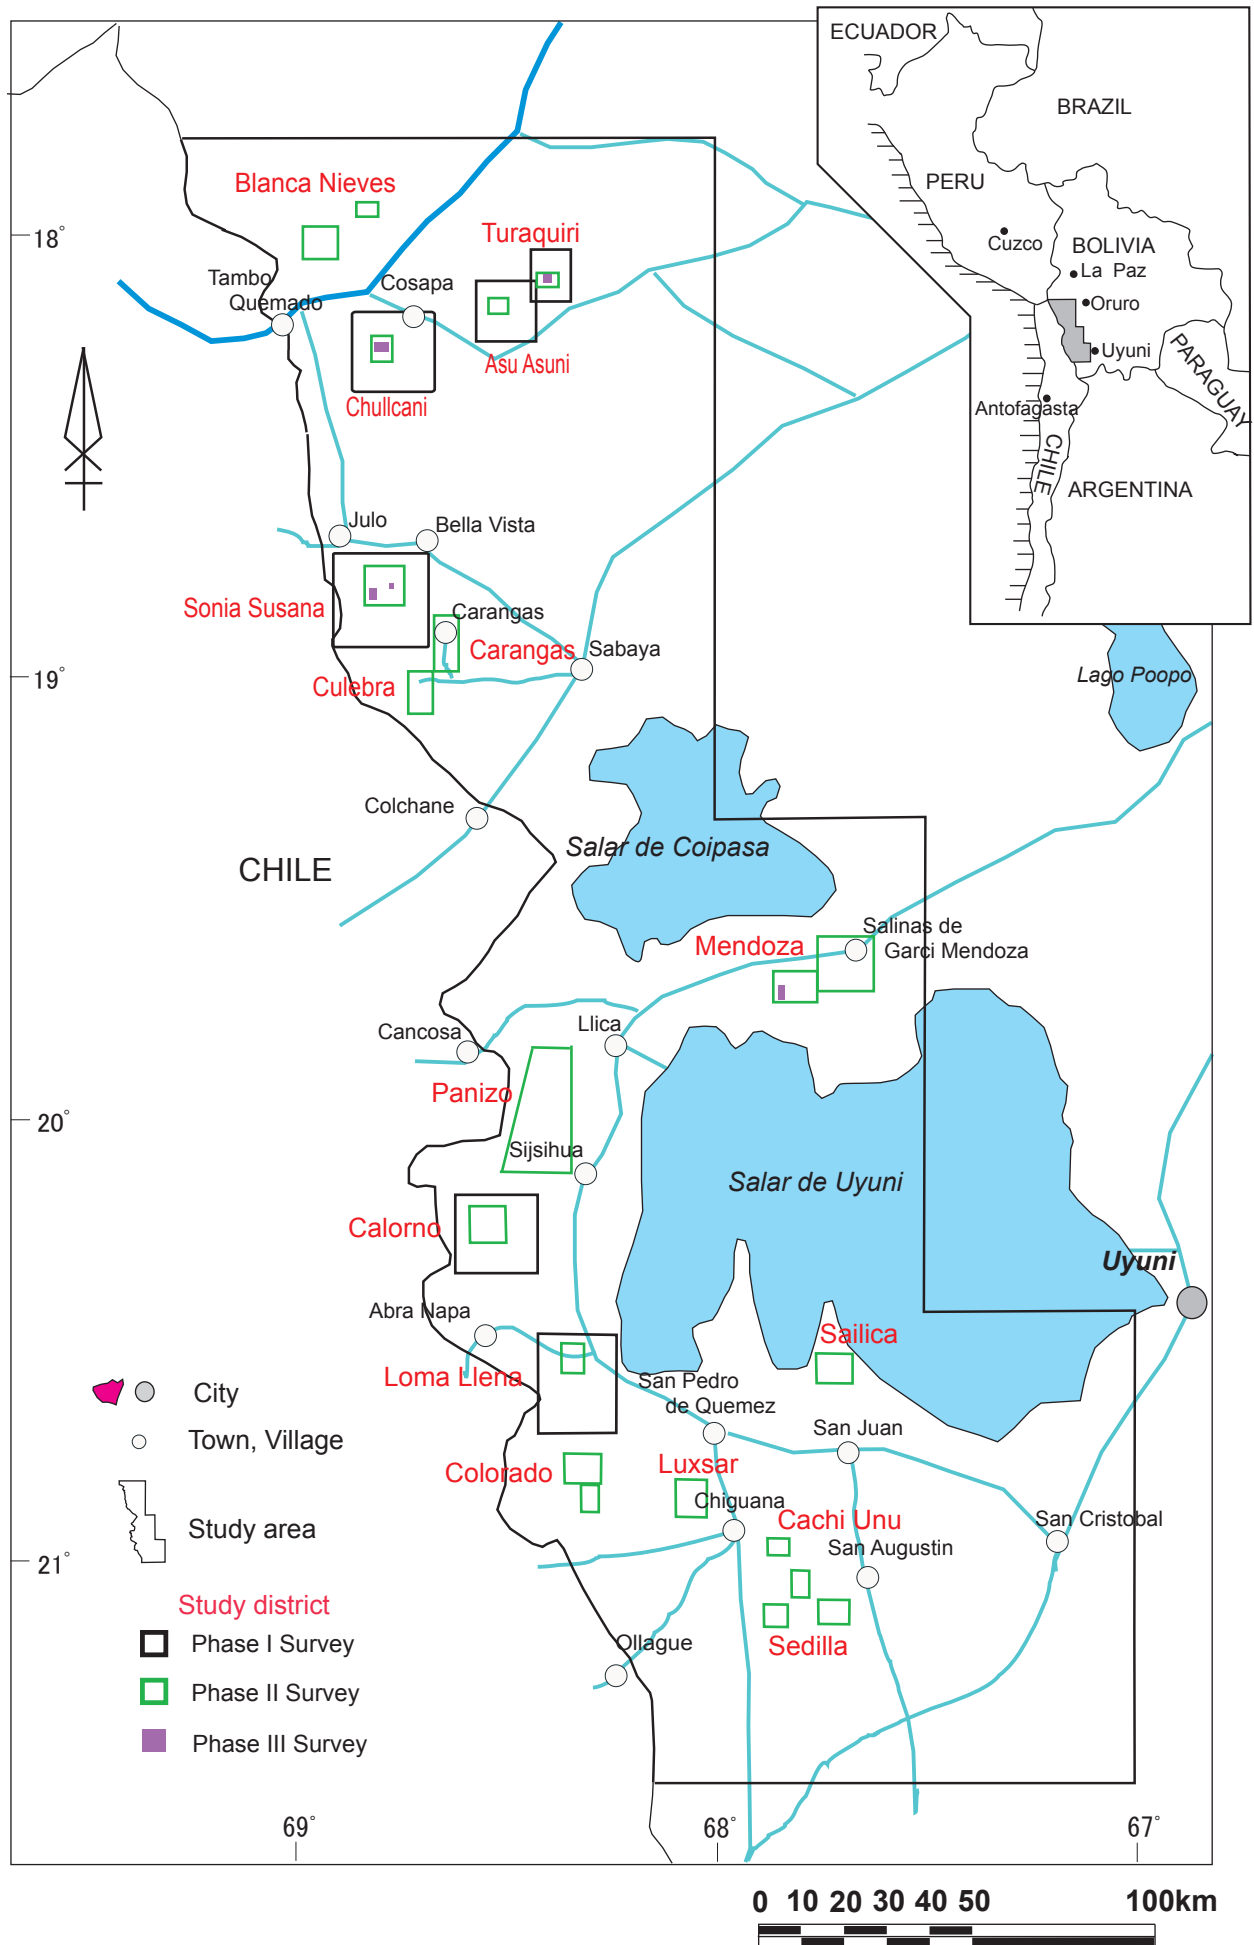 ECUADOR
BRAZIL
PERU
Cuzco
BOLIVIA
La Paz
Oruro
Uyuni
PARAGUAY
Antofagasta
CHILE
ARGENTINA
Blanca Nieves
18°
Turaquiri
Tambo
Quemado
Cosapa
Asu Asuni
Chullcani
Julo
Bella Vista
Sonia Susana
Carangas
Carangas
Sabaya
19°
Culebra
Lago Poopo
Colchane
CHILE
Salar de Coipasa
Mendoza
Salinas de
Garci Mendoza
Cancosa
Llica
Panizo
20°
Sijsihua
Salar de Uyuni
Calorno
Uyuni
Abra Napa
Sailica
Loma Llena
San Pedro
de Quemez
City
San Juan
Town, Village
Colorado
Luxsar
Chiguana
Cachi Unu
San Cristobal
Study area
San Augustin
21°
Study district
Sedilla
Ollague
Phase I Survey
Phase II Survey
Phase III Survey
69°
68°
67°
0 10 20 30 40 50 100km